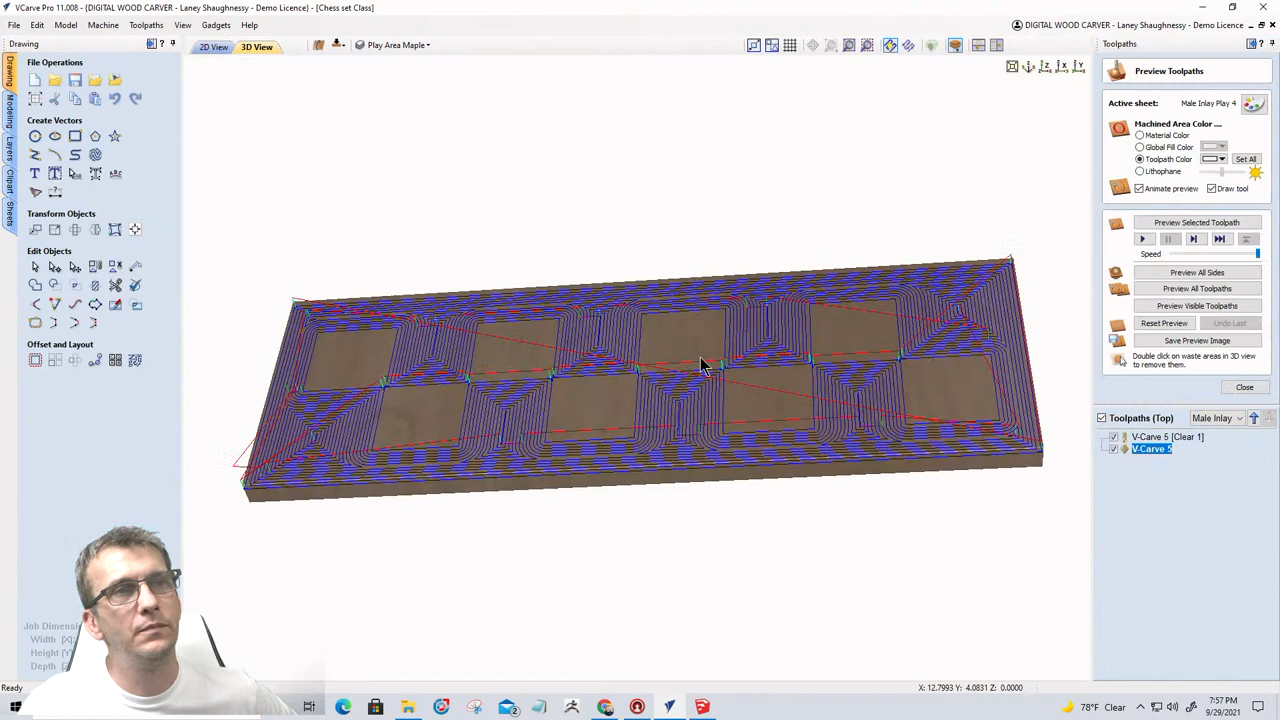 VCarve Pro 11.008 - {DIGITAL WOOD CARVER - Laney Shaughnessy - Demo Licence} - [Chess set Class]
File Edit Model Machine Toolpaths View Gadgets Help
DIGITAL WOOD CARVER - Laney Shaughnessy - Demo Licence
Drawing
2D View 3D View Play Area Maple
Toolpaths
File Operations
Create Vectors
Transform Objects
Edit Objects
Offset and Layout
Drawing
Modeling
Layers
Clipart
Sheets
Job Dimens
Width (X):
Height (Y)
Depth
Ready
Preview Toolpaths
Active sheet: Male Inlay Play 4
Machined Area Color ....
Material Color
Global Fill Color
Toolpath Color Set All
Lithophane
Animate preview Draw tool
Preview Selected Toolpath
Speed
Preview All Sides
Preview All Toolpaths
Preview Visible Toolpaths
Reset Preview Undo Last
Save Preview Image
Double click on waste areas in 3D view
to remove them.
Close
Toolpaths (Top) Male Inlay
V-Carve 5 [Clear 1]
V-Carve 5
X: 12.7993 Y: 4.0831 Z: 0.0000
78°F Clear
7:57 PM
9/29/2021